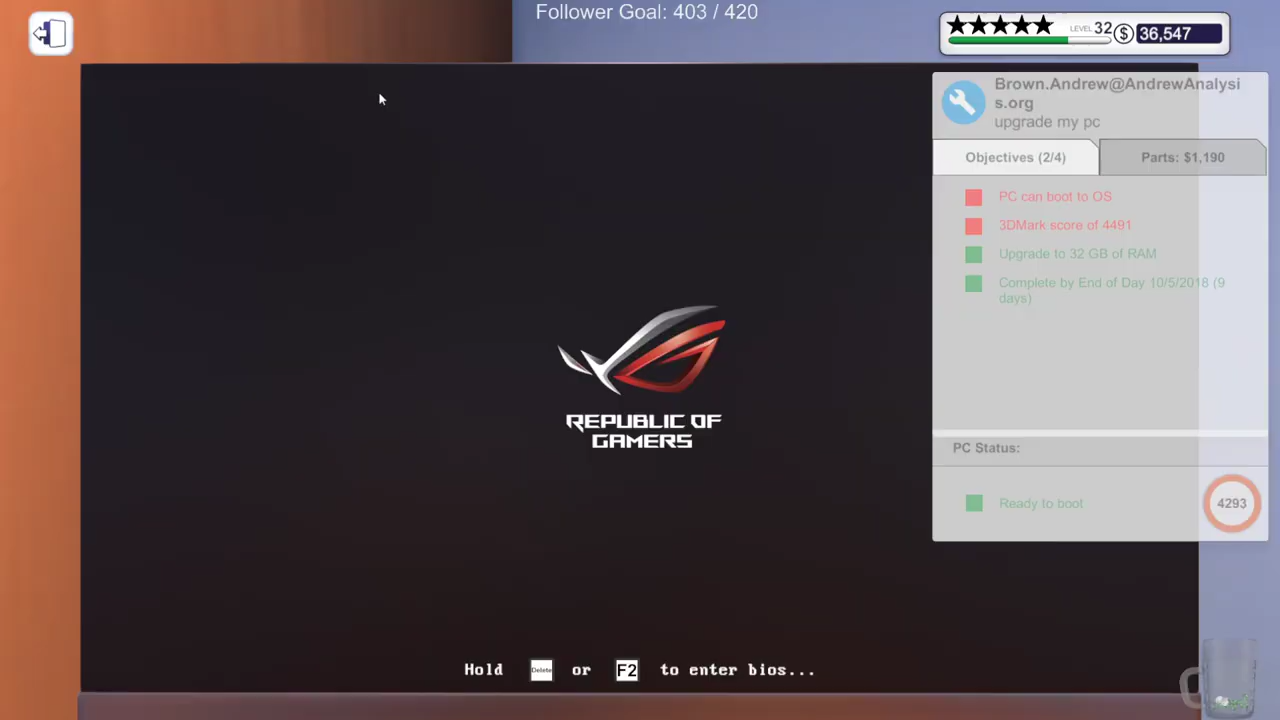 Follower Goal: 403 / 420
LEVEL 32
$ 36,547
Brown.Andrew@AndrewAnalysi
s.org
upgrade my pc
Objectives (2/4)
Parts: $1,190
PC can boot to OS
3DMark score of 4491
Upgrade to 32 GB of RAM
Complete by End of Day 10/5/2018 (9
days)
PC Status:
Ready to boot
4293
REPUBLIC OF
GAMERS
Hold Delete or F2 to enter bios...